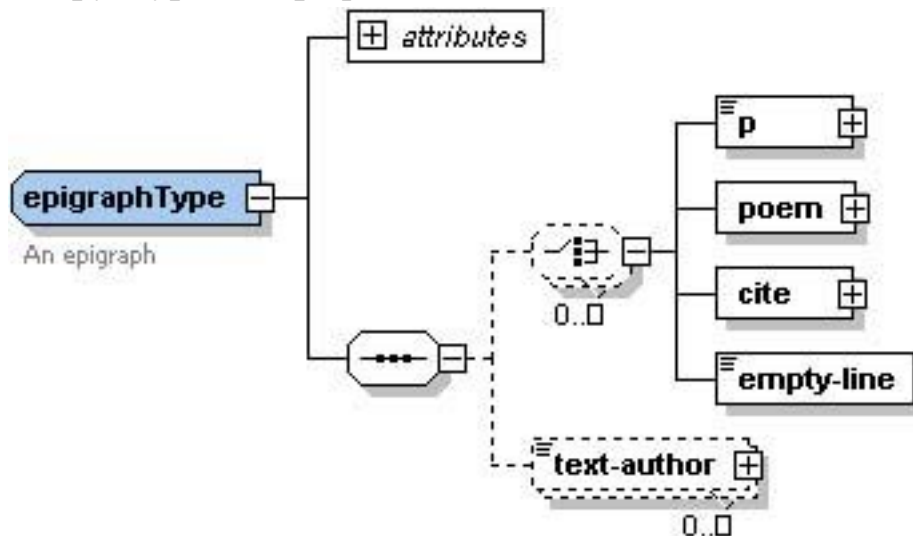 attributes
p
epigraphType
poem
An epigraph
cite
0..
empty-line
text-author
0..